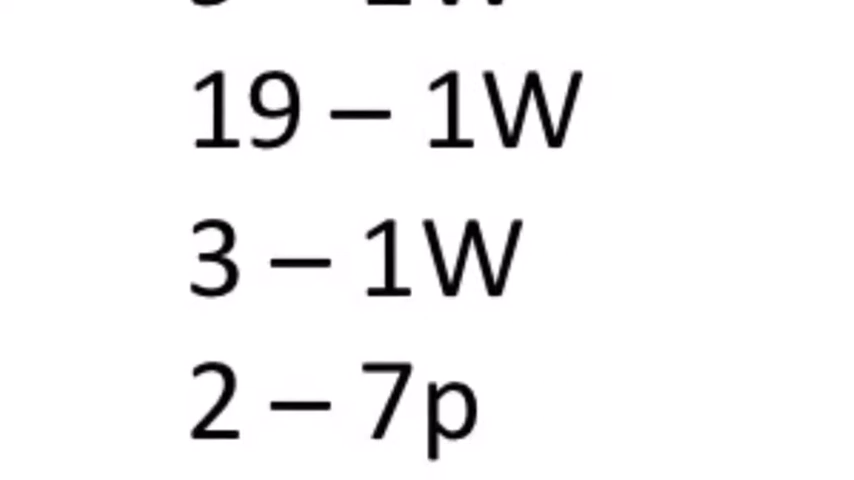 19 – 1W
3 – 1W
2 – 7p